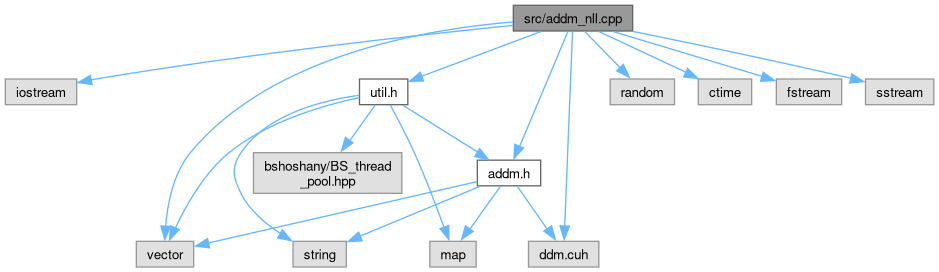 src/addm_nll.cpp
iostream
util.h
random
ctime
fstream
sstream
bshoshany/BS_thread
_pool.hpp
addm.h
vector
string
map
ddm.cuh